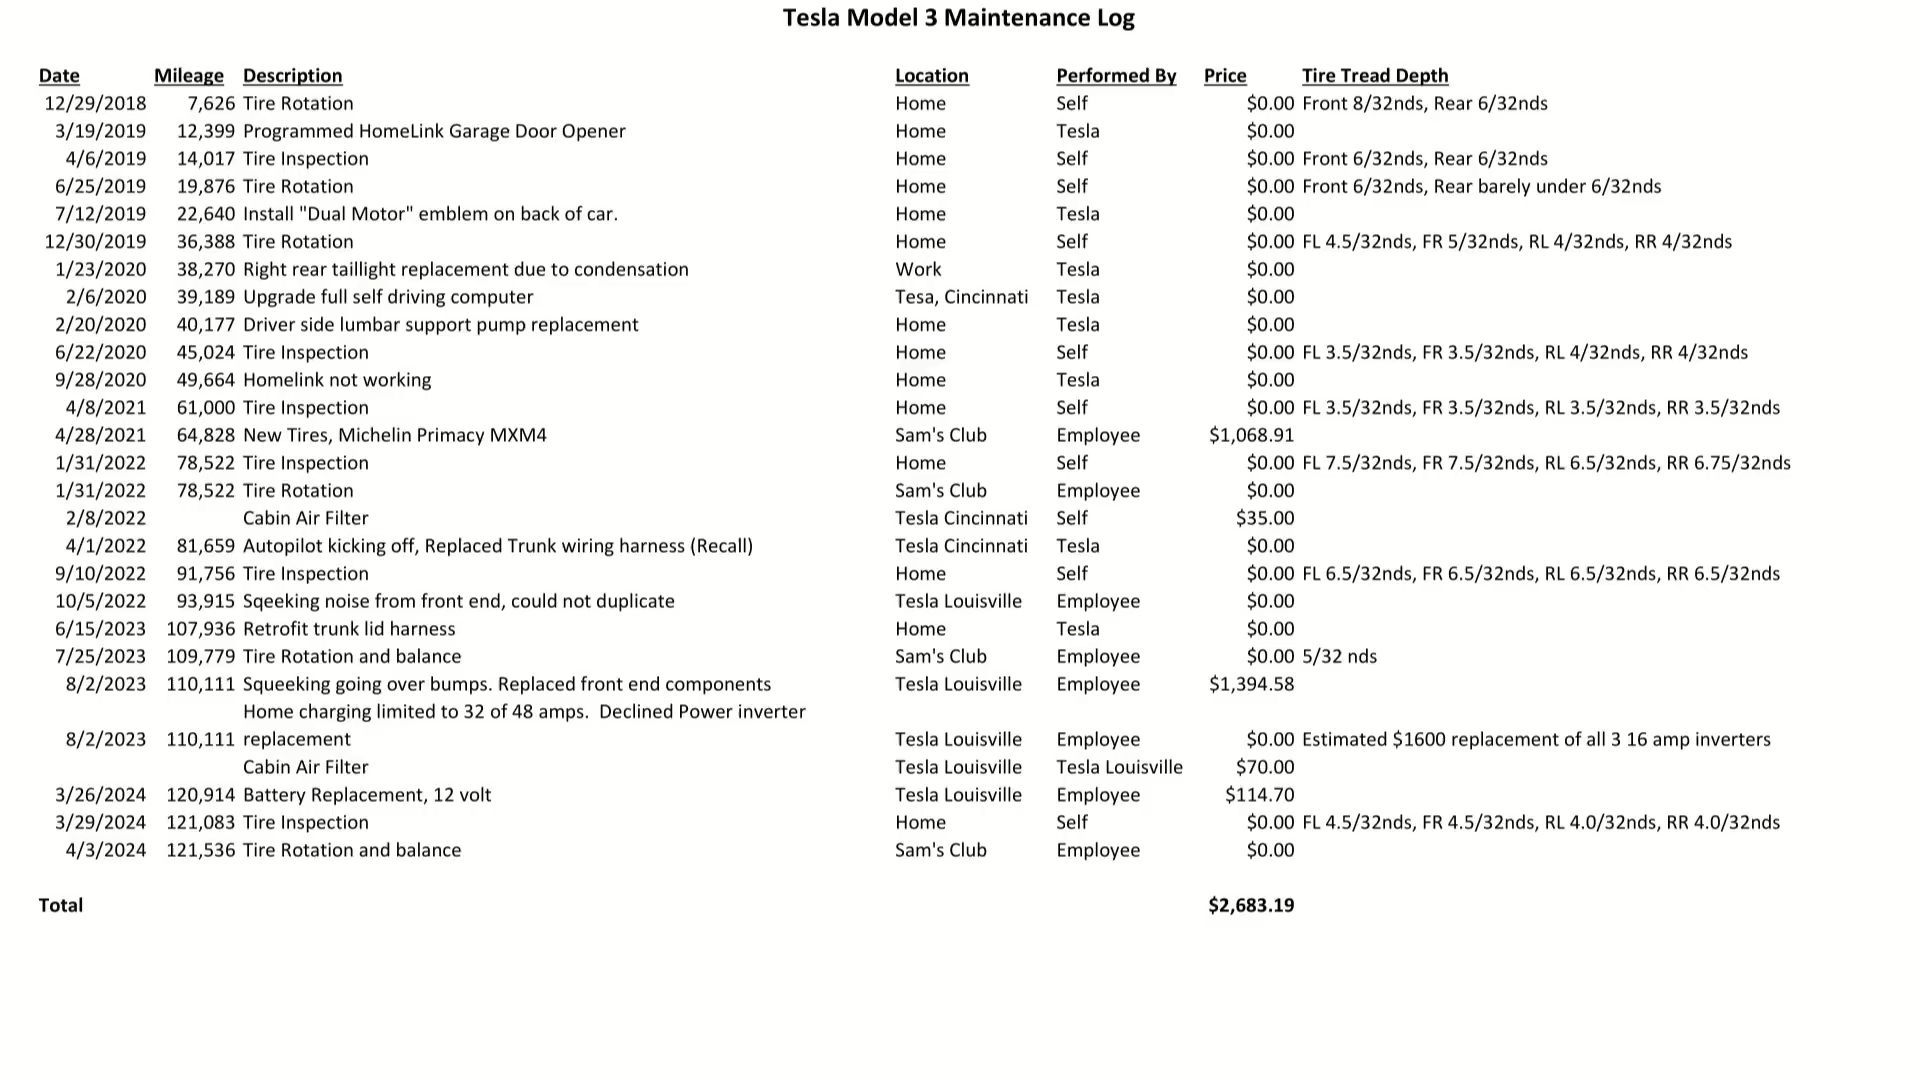 Tesla Model 3 Maintenance Log
Date Mileage Description Location Performed By Price Tire Tread Depth
12/29/2018 7,626 Tire Rotation Home Self $0.00 Front 8/32nds, Rear 6/32nds
3/19/2019 12,399 Programmed HomeLink Garage Door Opener Home Tesla $0.00
4/6/2019 14,017 Tire Inspection Home Self $0.00 Front 6/32nds, Rear 6/32nds
6/25/2019 19,876 Tire Rotation Home Self $0.00 Front 6/32nds, Rear barely under 6/32nds
7/12/2019 22,640 Install "Dual Motor" emblem on back of car. Home Tesla $0.00
12/30/2019 36,388 Tire Rotation Home Self $0.00 FL 4.5/32nds, FR 5/32nds, RL 4/32nds, RR 4/32nds
1/23/2020 38,270 Right rear taillight replacement due to condensation Work Tesla $0.00
2/6/2020 39,189 Upgrade full self driving computer Tesa, Cincinnati Tesla $0.00
2/20/2020 40,177 Driver side lumbar support pump replacement Home Tesla $0.00
6/22/2020 45,024 Tire Inspection Home Self $0.00 FL 3.5/32nds, FR 3.5/32nds, RL 4/32nds, RR 4/32nds
9/28/2020 49,664 Homelink not working Home Tesla $0.00
4/8/2021 61,000 Tire Inspection Home Self $0.00 FL 3.5/32nds, FR 3.5/32nds, RL 3.5/32nds, RR 3.5/32nds
4/28/2021 64,828 New Tires, Michelin Primacy MXM4 Sam's Club Employee $1,068.91
1/31/2022 78,522 Tire Inspection Home Self $0.00 FL 7.5/32nds, FR 7.5/32nds, RL 6.5/32nds, RR 6.75/32nds
1/31/2022 78,522 Tire Rotation Sam's Club Employee $0.00
2/8/2022 Cabin Air Filter Tesla Cincinnati Self $35.00
4/1/2022 81,659 Autopilot kicking off, Replaced Trunk wiring harness (Recall) Tesla Cincinnati Tesla $0.00
9/10/2022 91,756 Tire Inspection Home Self $0.00 FL 6.5/32nds, FR 6.5/32nds, RL 6.5/32nds, RR 6.5/32nds
10/5/2022 93,915 Sqeeking noise from front end, could not duplicate Tesla Louisville Employee $0.00
6/15/2023 107,936 Retrofit trunk lid harness Home Tesla $0.00
7/25/2023 109,779 Tire Rotation and balance Sam's Club Employee $0.00 5/32 nds
8/2/2023 110,111 Squeeking going over bumps. Replaced front end components Tesla Louisville Employee $1,394.58
Home charging limited to 32 of 48 amps. Declined Power inverter
8/2/2023 110,111 replacement Tesla Louisville Employee $0.00 Estimated $1600 replacement of all 3 16 amp inverters
Cabin Air Filter Tesla Louisville Tesla Louisville $70.00
3/26/2024 120,914 Battery Replacement, 12 volt Tesla Louisville Employee $114.70
3/29/2024 121,083 Tire Inspection Home Self $0.00 FL 4.5/32nds, FR 4.5/32nds, RL 4.0/32nds, RR 4.0/32nds
4/3/2024 121,536 Tire Rotation and balance Sam's Club Employee $0.00
Total $2,683.19